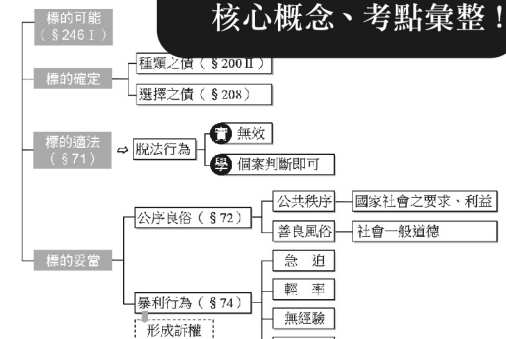 核心概念、考點彙整！
標的可能
（§246Ⅰ）
標的確定
種類之債（§200Ⅱ）
選擇之債（§208）
標的適法
（§71）
⇨
脫法行為
實 無效
學 個案判斷即可
標的妥當
公序良俗（§72）
公共秩序
國家社會之要求、利益
善良風俗
社會一般道德
暴利行為（§74）
形成訴權
急　迫
輕　率
無經驗